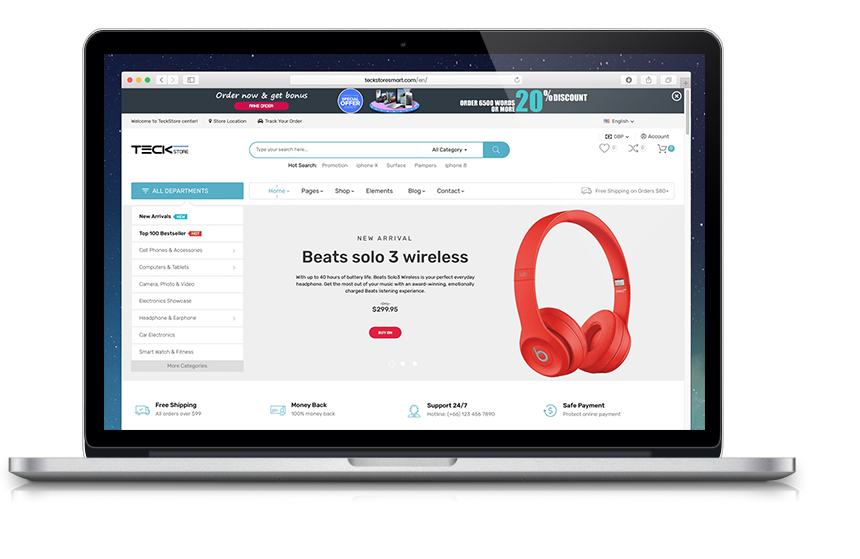 teckstoresmart.com/en/
Order now & get bonus
MAKE ORDER
SPECIAL OFFER
ORDER 6500 WORDS
OR MORE
20% DISCOUNT
Welcome to TeckStore center! Store Location Track Your Order
English
GBP Account
TECK STORE
Type your search here... All Category
0 0 0
Hot Search: Promotion iphone X Surface Pampers iphone 8
ALL DEPARTMENTS
Home Pages Shop Elements Blog Contact
Free Shipping on Orders $80+
New Arrivals NEW
Top 100 Bestseller HOT
Cell Phones & Accessories
Computers & Tablets
Camera, Photo & Video
Electronics Showcase
Headphone & Earphone
Car Electronics
Smart Watch & Fitness
More Categories
NEW ARRIVAL
Beats solo 3 wireless
With up to 40 hours of battery life, Beats Solo3 Wireless is your perfect everyday
headphone. Get the most out of your music with an award-winning, emotionally
charged Beats listening experience.
$299.95
BUY ON
Free Shipping
All orders over $99
Money Back
100% money back
Support 24/7
Hotline: (+66) 123 456 7890
Safe Payment
Protect online payment